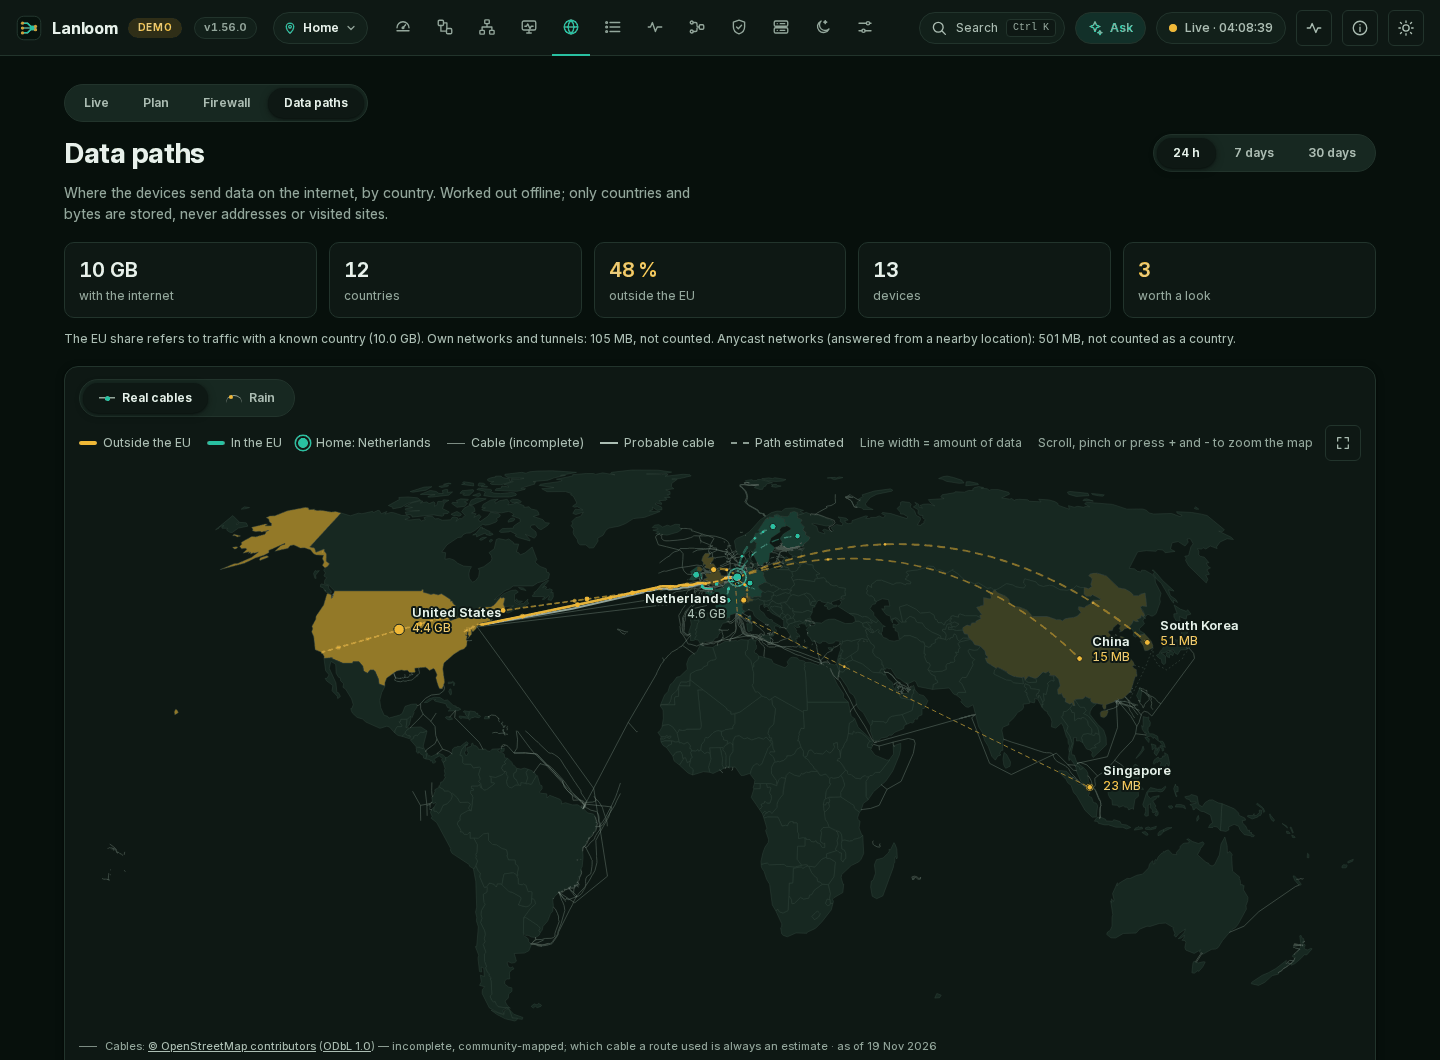 Lanloom DEMO v1.56.0 Home Search Ctrl K Ask Live · 04:08:39
Live Plan Firewall Data paths
Data paths
24 h 7 days 30 days
Where the devices send data on the internet, by country. Worked out offline; only countries and
bytes are stored, never addresses or visited sites.
10 GB
with the internet
12
countries
48 %
outside the EU
13
devices
3
worth a look
The EU share refers to traffic with a known country (10.0 GB). Own networks and tunnels: 105 MB, not counted. Anycast networks (answered from a nearby location): 501 MB, not counted as a country.
Real cables Rain
Outside the EU In the EU Home: Netherlands Cable (incomplete) Probable cable Path estimated Line width = amount of data Scroll, pinch or press + and - to zoom the map
Netherlands
4.6 GB
United States
4.4 GB
South Korea
51 MB
China
15 MB
Singapore
23 MB
Cables: © OpenStreetMap contributors (ODbL 1.0) — incomplete, community-mapped; which cable a route used is always an estimate · as of 19 Nov 2026